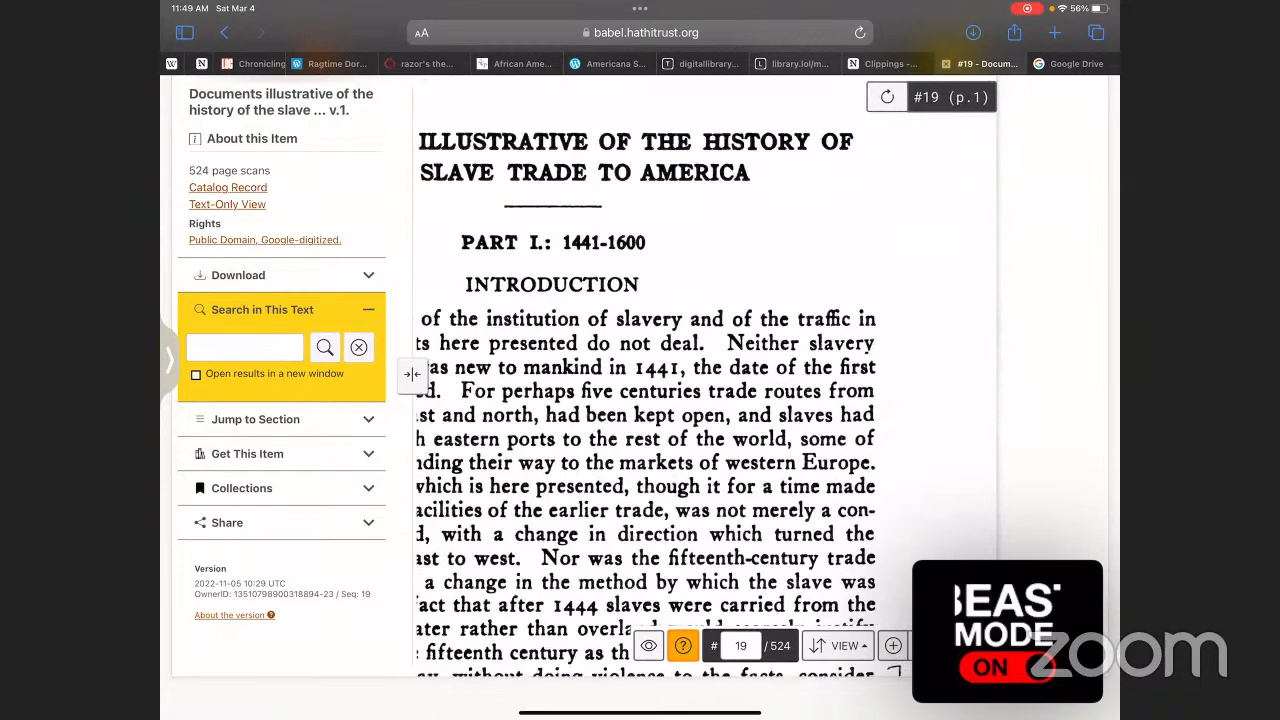 11:49 AM Sat Mar 4
56%
AA
babel.hathitrust.org
W
N
Chroniclinç
Ragtime Dor...
razor's the...
African Ame...
Americana S...
digitallibrary...
library.lol/m...
Clippings -...
#19 - Docum...
Google Drive
Documents illustrative of the
history of the slave ... v.1.
About this Item
524 page scans
Catalog Record
Text-Only View
Rights
Public Domain, Google-digitized.
Download
Search in This Text
Open results in a new window
Jump to Section
Get This Item
Collections
Share
Version
2022-11-05 10:29 UTC
OwnerID: 13510798900318894-23 / Seq: 19
About the version
#19 (p.1)
ILLUSTRATIVE OF THE HISTORY OF
SLAVE TRADE TO AMERICA
PART I.: 1441-1600
INTRODUCTION
of the institution of slavery and of the traffic in
ts here presented do not deal. Neither slavery
as new to mankind in 1441, the date of the first
ed. For perhaps five centuries trade routes from
st and north, had been kept open, and slaves had
h eastern ports to the rest of the world, some of
nding their way to the markets of western Europe.
which is here presented, though it for a time made
acilities of the earlier trade, was not merely a con-
d, with a change in direction which turned the
ast to west. Nor was the fifteenth-century trade
a change in the method by which the slave was
fact that after 1444 slaves were carried from the
ater rather than overla
fifteenth century as th
without doing violence to the facts, consider
# 19 / 524
VIEW
BEAST
MODE
ON
zoom